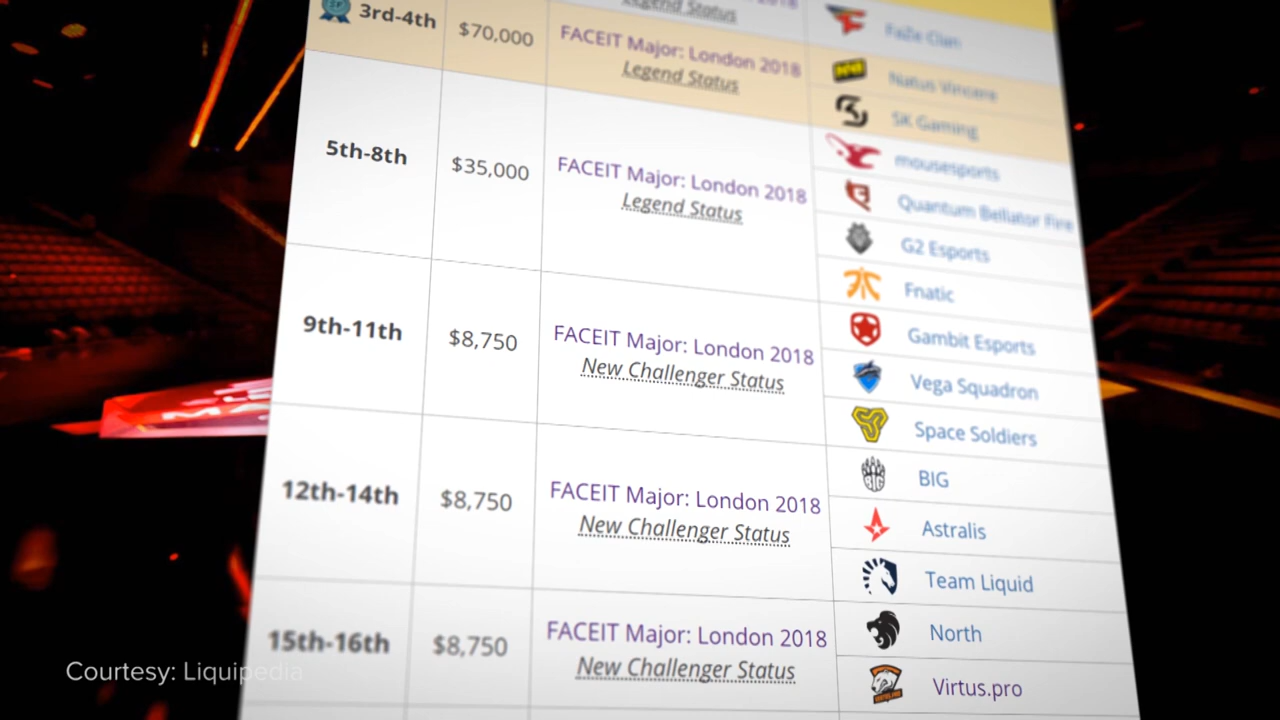 Legend Status
FaZe Clan
3rd-4th
$70,000
FACEIT Major: London 2018
Legend Status
Natus Vincere
SK Gaming
5th-8th
$35,000
FACEIT Major: London 2018
Legend Status
mousesports
Quantum Bellator Fire
G2 Esports
Fnatic
9th-11th
$8,750
FACEIT Major: London 2018
New Challenger Status
Gambit Esports
Vega Squadron
Space Soldiers
12th-14th
$8,750
FACEIT Major: London 2018
New Challenger Status
BIG
Astralis
Team Liquid
15th-16th
$8,750
FACEIT Major: London 2018
New Challenger Status
North
Virtus.pro
Courtesy: Liquipedia